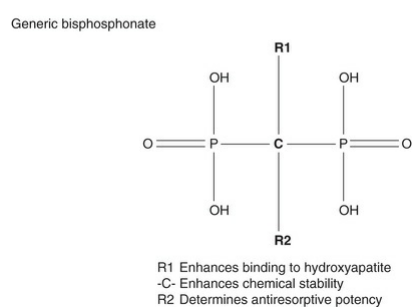 Generic bisphosphonate
R1
OH OH
O P C P O
OH OH
R2
R1 Enhances binding to hydroxyapatite
-C- Enhances chemical stability
R2 Determines antiresorptive potency